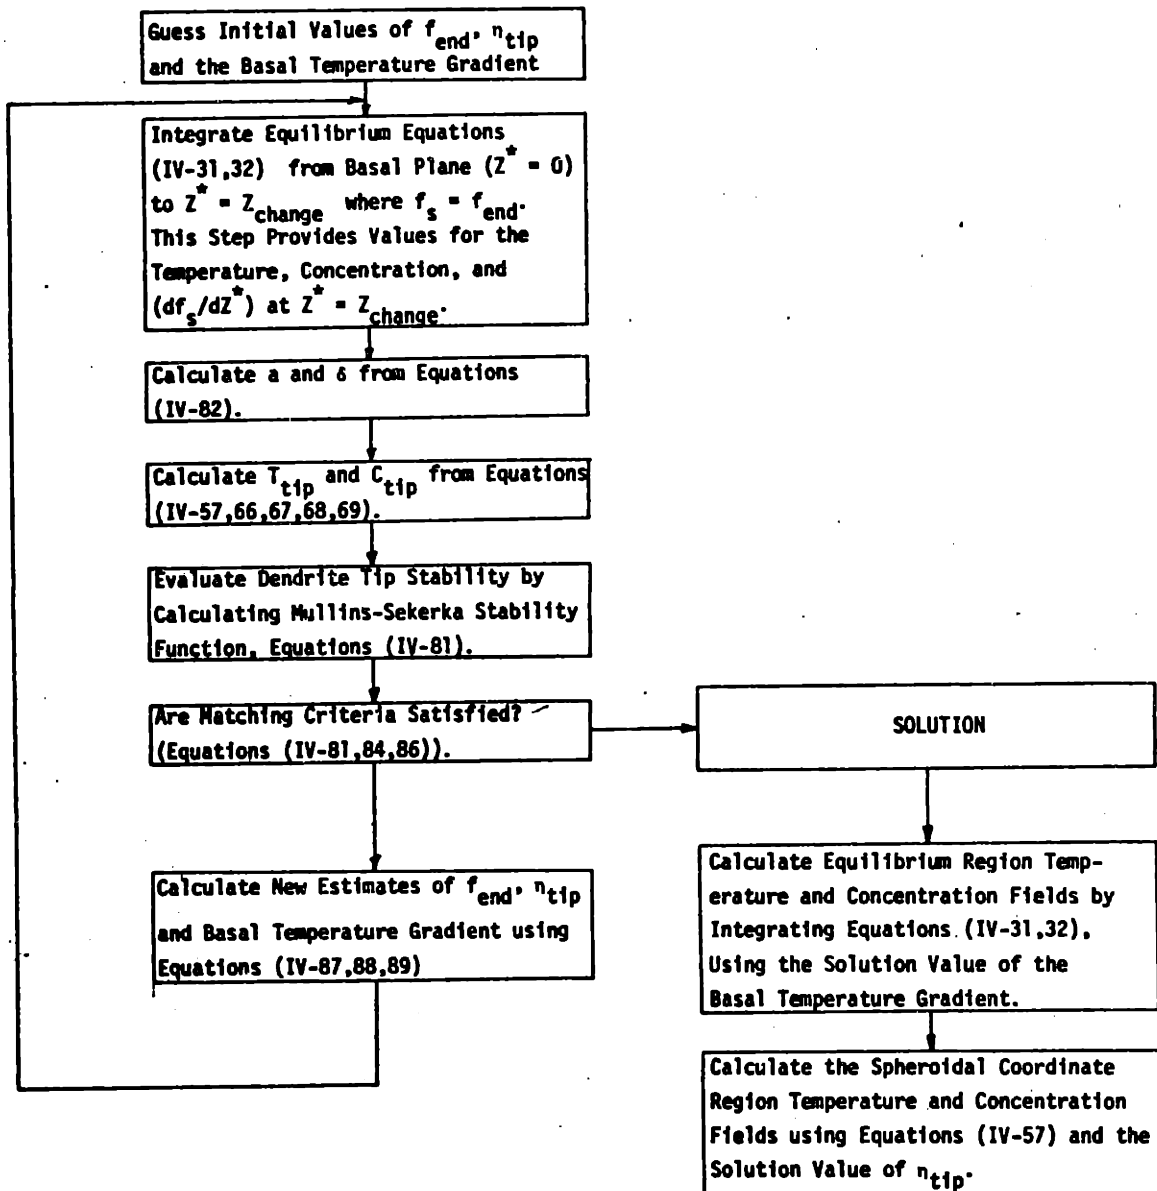 Guess Initial Values of f_end, η_tip
and the Basal Temperature Gradient
Integrate Equilibrium Equations
(IV-31,32) from Basal Plane (Z* = 0)
to Z* = Z_change where f_s = f_end.
This Step Provides Values for the
Temperature, Concentration, and
(df_s/dZ*) at Z* = Z_change.
Calculate a and δ from Equations
(IV-82).
Calculate T_tip and C_tip from Equations
(IV-57,66,67,68,69).
Evaluate Dendrite Tip Stability by
Calculating Mullins-Sekerka Stability
Function, Equations (IV-81).
Are Matching Criteria Satisfied?
(Equations (IV-81,84,86)).
Calculate New Estimates of f_end, η_tip
and Basal Temperature Gradient using
Equations (IV-87,88,89)
SOLUTION
Calculate Equilibrium Region Temp-
erature and Concentration Fields by
Integrating Equations (IV-31,32),
Using the Solution Value of the
Basal Temperature Gradient.
Calculate the Spheroidal Coordinate
Region Temperature and Concentration
Fields using Equations (IV-57) and the
Solution Value of η_tip.